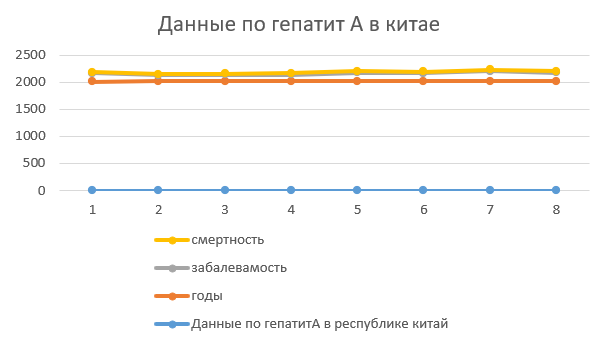 Данные по гепатит А в китае
2500
2000
1500
1000
500
0
1 2 3 4 5 6 7 8
смертность
забалевамость
годы
Данные по гепатитА в республике китай